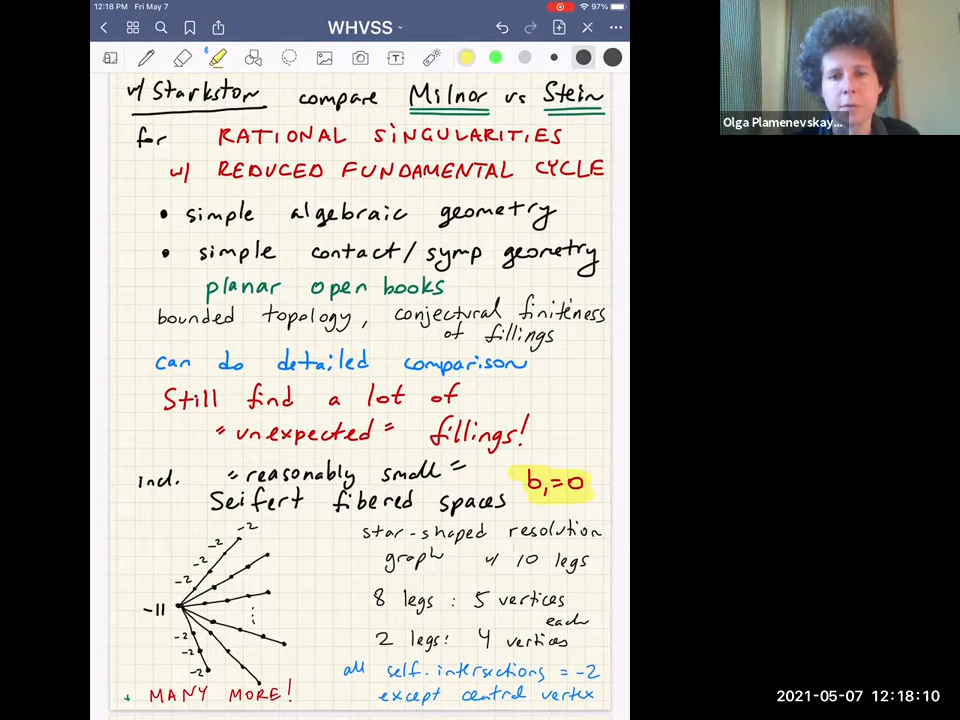 12:18 PM Fri May 7
97%
WHVSS
w/ Starkston compare Milnor vs Stein
for RATIONAL SINGULARITIES
w/ REDUCED FUNDAMENTAL CYCLE
• simple algebraic geometry
• simple contact/symp geometry
planar open books
bounded topology, conjectural finiteness
of fillings
can do detailed comparison
Still find a lot of
"unexpected" fillings!
incl. "reasonably small"
Seifert fibered spaces
b₁=0
-2
-2
-2
-2
-11
-2
-2
-2
star-shaped resolution
graph w/ 10 legs
8 legs : 5 vertices
each
2 legs: 4 vertices
all self-intersections = -2
except central vertex
+ MANY MORE!
Olga Plamenevskay...
2021-05-07 12:18:10